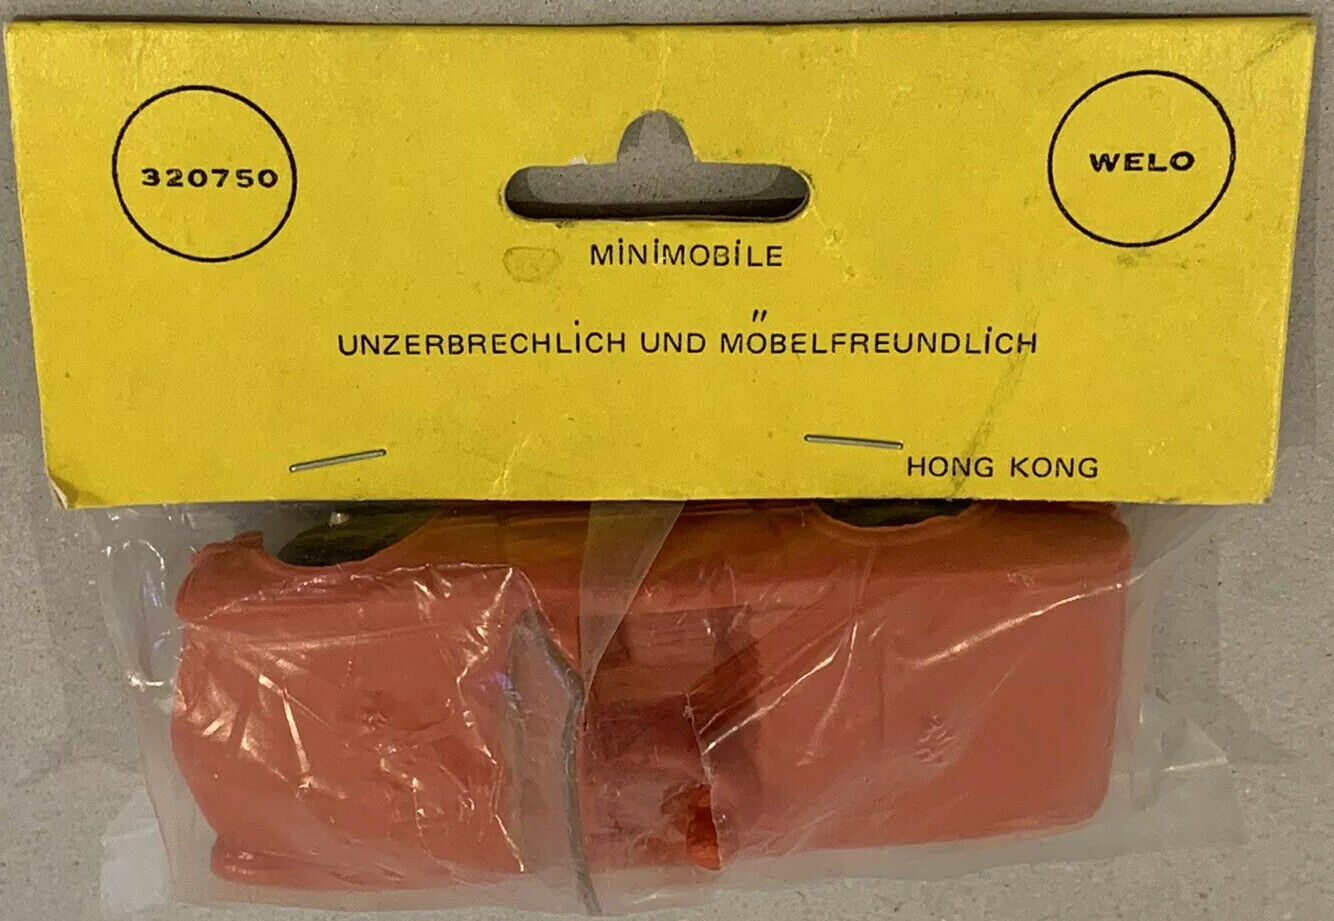 320750
WELO
MiNiMOBiLE
UNZERBRECHLiCH UND MÖBELFREUNDLiCH
HONG KONG